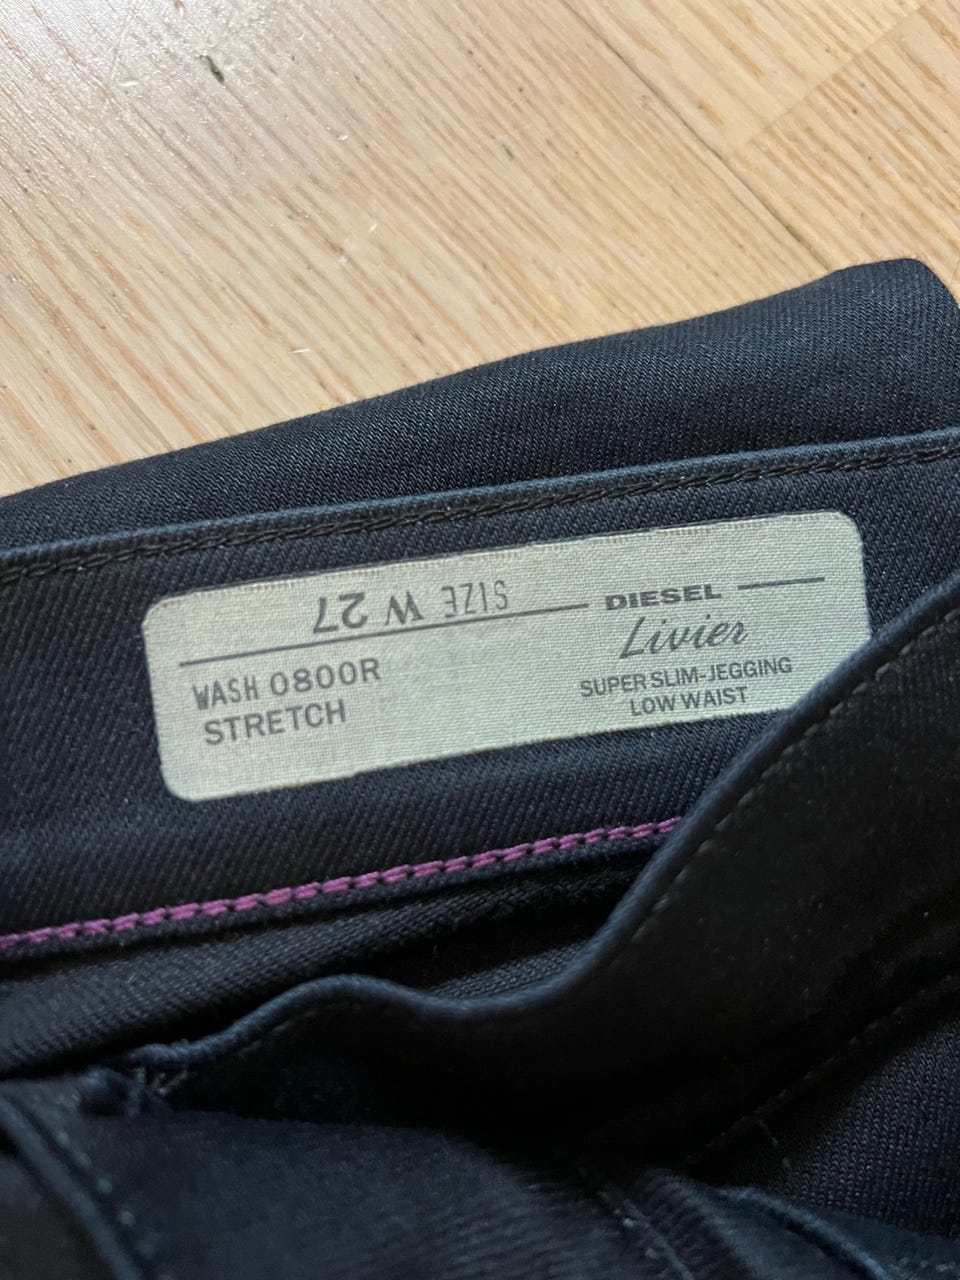 SIZE W 27
DIESEL
Livier
SUPER SLIM-JEGGING
LOW WAIST
WASH 0800R
STRETCH